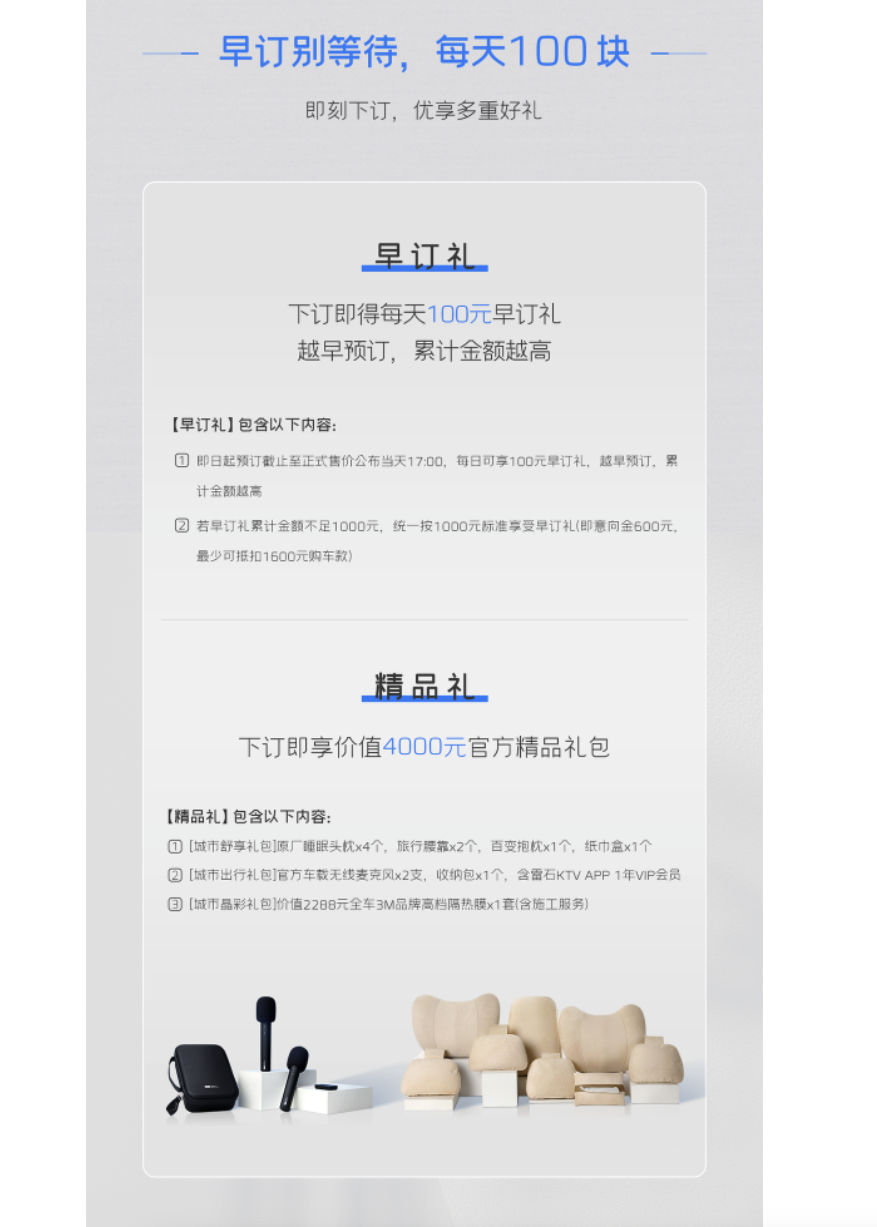 早订别等待，每天100块
即刻下订，优享多重好礼
早订礼
下订即得每天100元早订礼
越早预订，累计金额越高
【早订礼】包含以下内容：
1 即日起预订截止至正式售价公布当天17:00，每日可享100元早订礼，越早预订，累
计金额越高
2 若早订礼累计金额不足1000元，统一按1000元标准享受早订礼(即意向金600元，
最少可抵扣1600元购车款)
精品礼
下订即享价值4000元官方精品礼包
【精品礼】包含以下内容：
1 [城市舒享礼包]原厂睡眠头枕x4个，旅行腰靠x2个，百变抱枕x1个，纸巾盒x1个
2 [城市出行礼包]官方车载无线麦克风x2支，收纳包x1个，含雷石KTV APP 1年VIP会员
3 [城市晶彩礼包]价值2288元全车3M品牌高档隔热膜x1套(含施工服务)